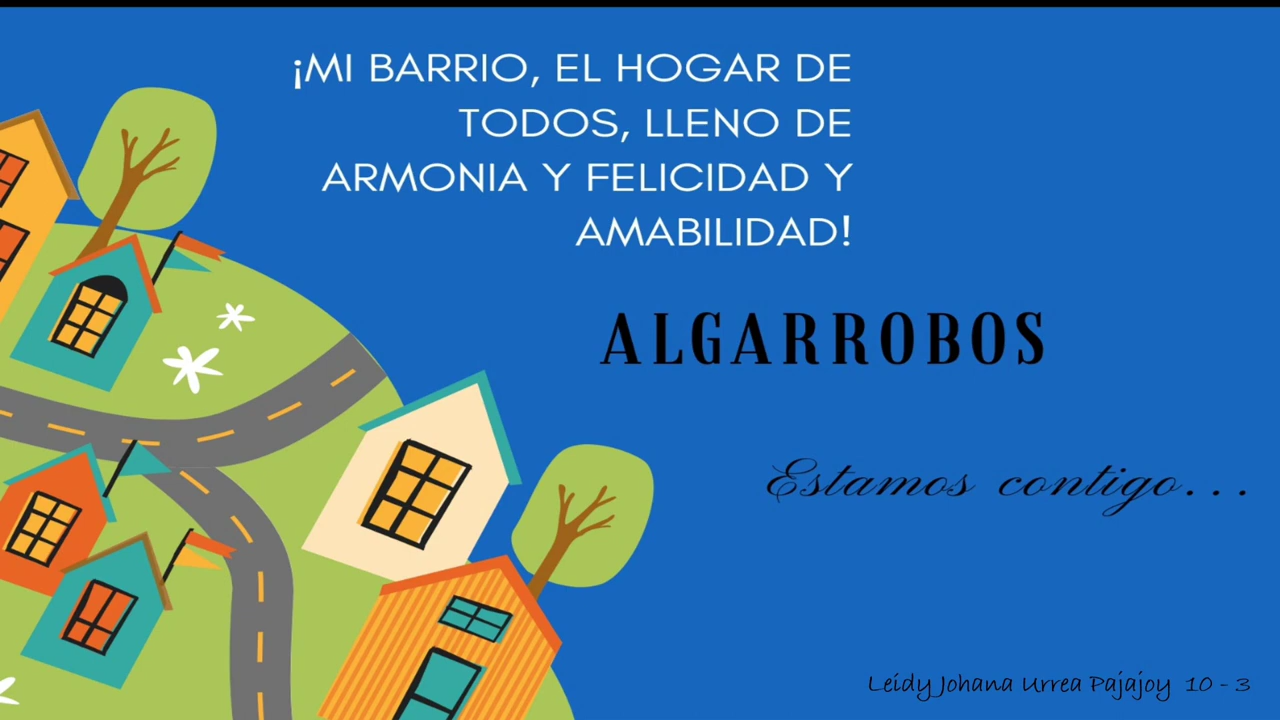 ¡MI BARRIO, EL HOGAR DE
TODOS, LLENO DE
ARMONIA Y FELICIDAD Y
AMABILIDAD!
ALGARROBOS
Estamos contigo...
Leidy Johana Urrea Pajajoy 10 - 3